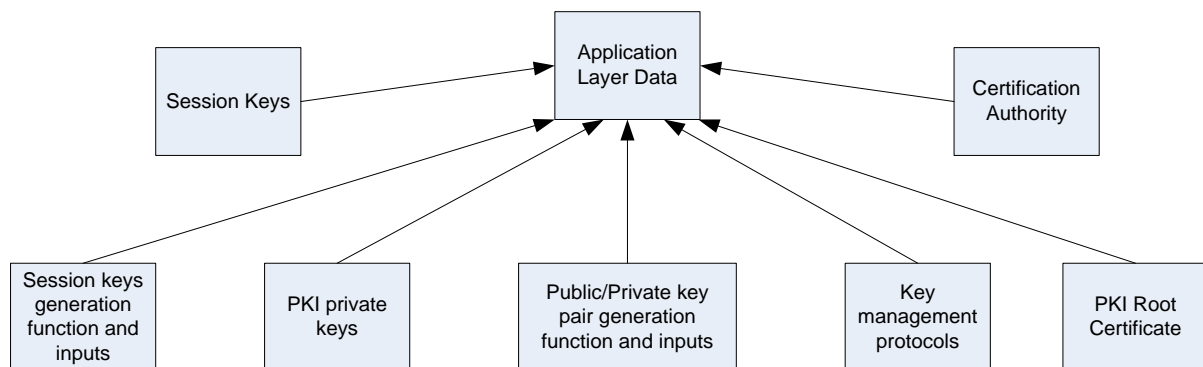 Application
Layer Data
Session Keys
Certification
Authority
Session keys
generation
function and
inputs
PKI private
keys
Public/Private key
pair generation
function and inputs
Key
management
protocols
PKI Root
Certificate